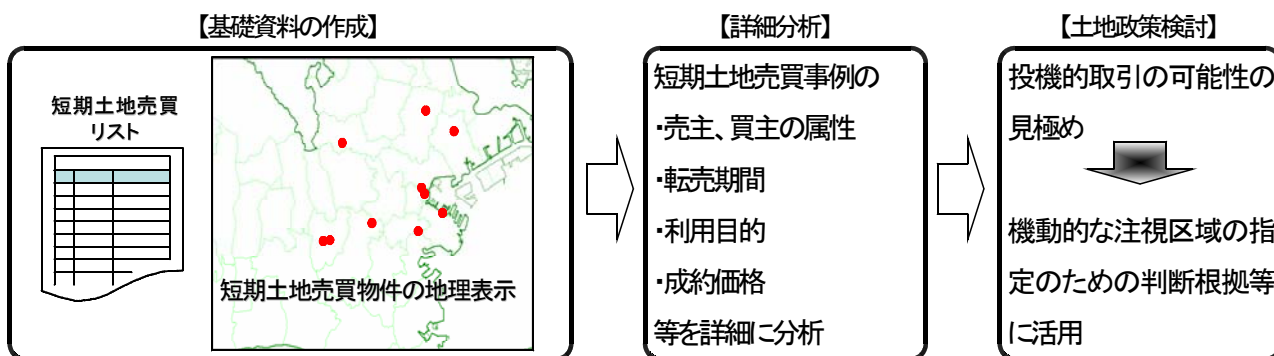 【基礎資料の作成】
短期土地売買
リスト
短期土地売買物件の地理表示
【詳細分析】
短期土地売買事例の
・売主、買主の属性
・転売期間
・利用目的
・成約価格
等を詳細に分析
【土地政策検討】
投機的取引の可能性の
見極め
機動的な注視区域の指
定のための判断根拠等
に活用